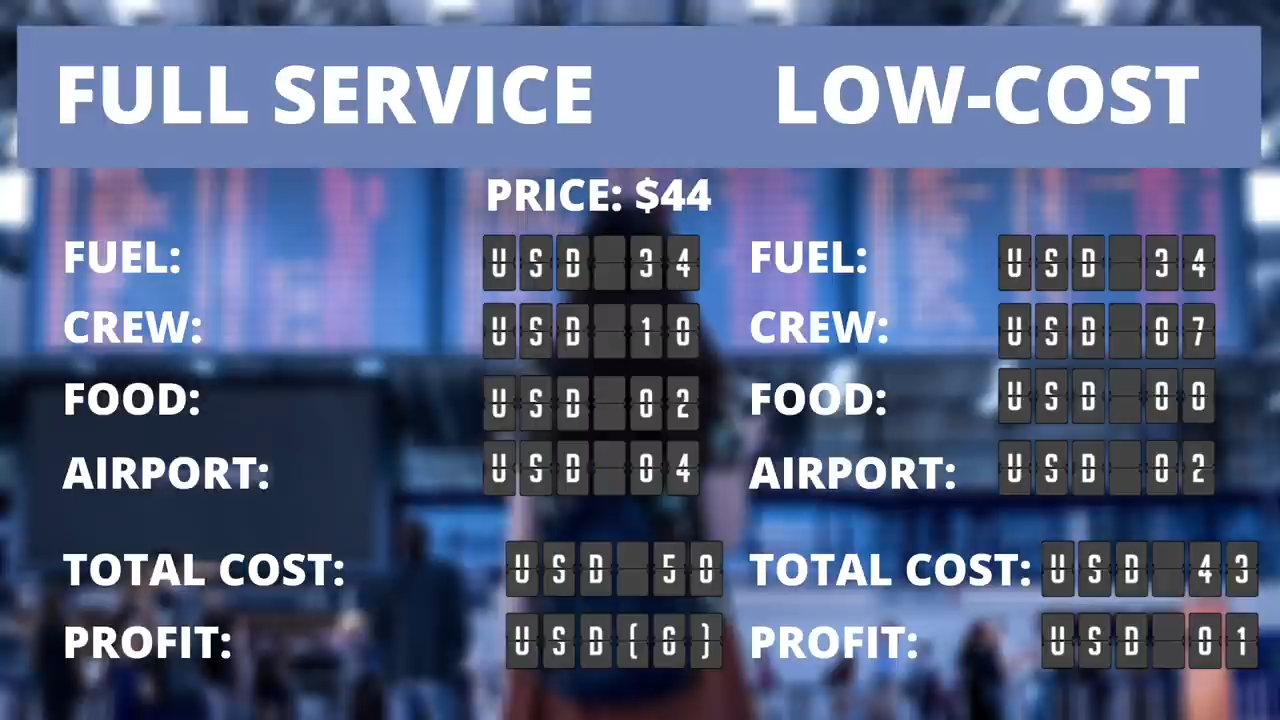 FULL SERVICE LOW-COST
PRICE: $44
FUEL: USD 34 FUEL: USD 34
CREW: USD 10 CREW: USD 07
FOOD: USD 02 FOOD: USD 00
AIRPORT: USD 04 AIRPORT: USD 02
TOTAL COST: USD 50 TOTAL COST: USD 43
PROFIT: USD(6) PROFIT: USD 01